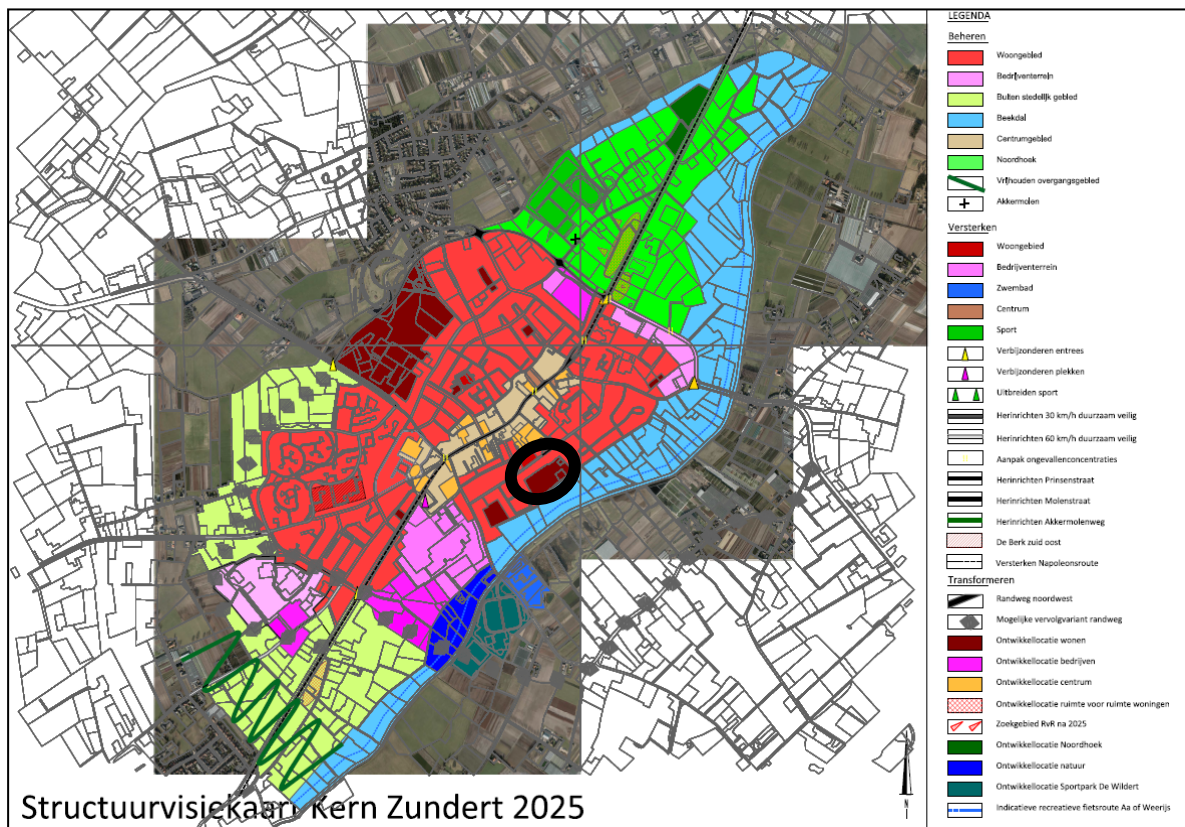 LEGENDA
Beheren
Woongebied
Bedrijventerrein
Buiten stedelijk gebied
Beekdal
Centrumgebied
Noordhoek
Vrijhouden overgangsgebied
Akkermolen
Versterken
Woongebied
Bedrijventerrein
Zwembad
Centrum
Sport
Verbijzonderen entrees
Verbijzonderen plekken
Uitbreiden sport
Herinrichten 30 km/h duurzaam veilig
Herinrichten 60 km/h duurzaam veilig
Aanpak ongevallenconcentraties
Herinrichten Prinsenstraat
Herinrichten Molenstraat
Herinrichten Akkermolenweg
De Berk zuid oost
Versterken Napoleonsroute
Transformeren
Randweg noordwest
Mogelijke vervolgvariant randweg
Ontwikkellocatie wonen
Ontwikkellocatie bedrijven
Ontwikkellocatie centrum
Ontwikkellocatie ruimte voor ruimte woningen
Zoekgebied RvR na 2025
Ontwikkellocatie Noordhoek
Ontwikkellocatie natuur
Ontwikkellocatie Sportpark De Wildert
Indicatieve recreatieve fietsroute Aa of Weerijs
N
Structuurvisiekaart Kern Zundert 2025